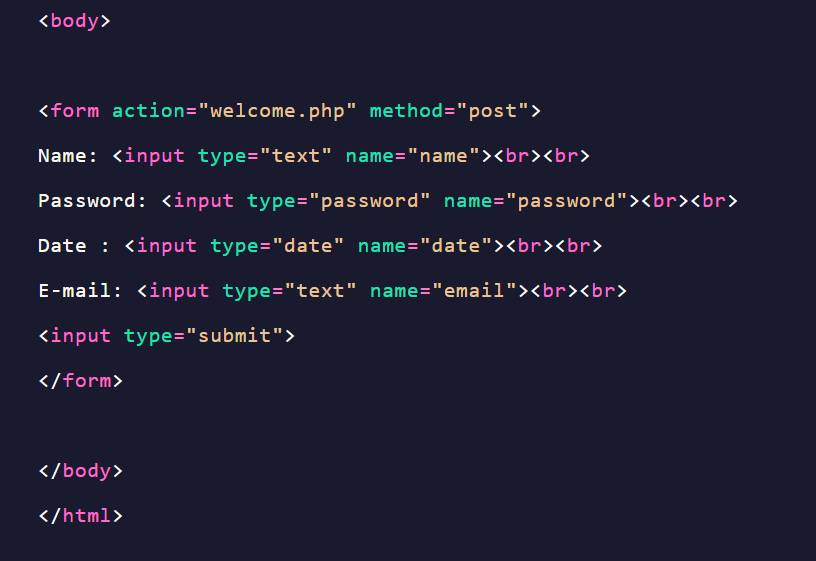 <body>
<form action="welcome.php" method="post">
Name: <input type="text" name="name"><br><br>
Password: <input type="password" name="password"><br><br>
Date : <input type="date" name="date"><br><br>
E-mail: <input type="text" name="email"><br><br>
<input type="submit">
</form>
</body>
</html>